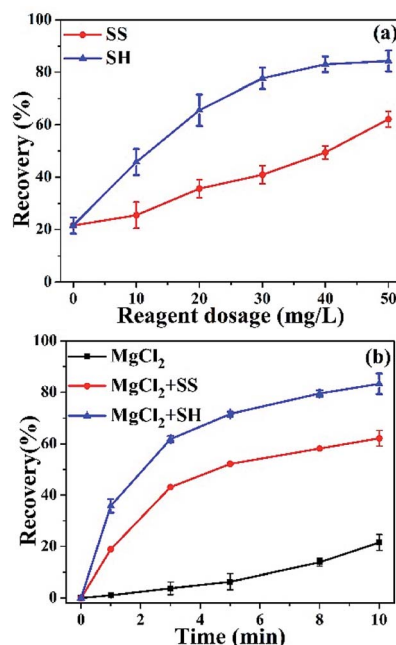 (a)
SS
SH
Recovery (%)
100
80
60
40
20
0
0 10 20 30 40 50
Reagent dosage (mg/L)
(b)
MgCl₂
MgCl₂+SS
MgCl₂+SH
Recovery(%)
100
80
60
40
20
0
0 2 4 6 8 10
Time (min)